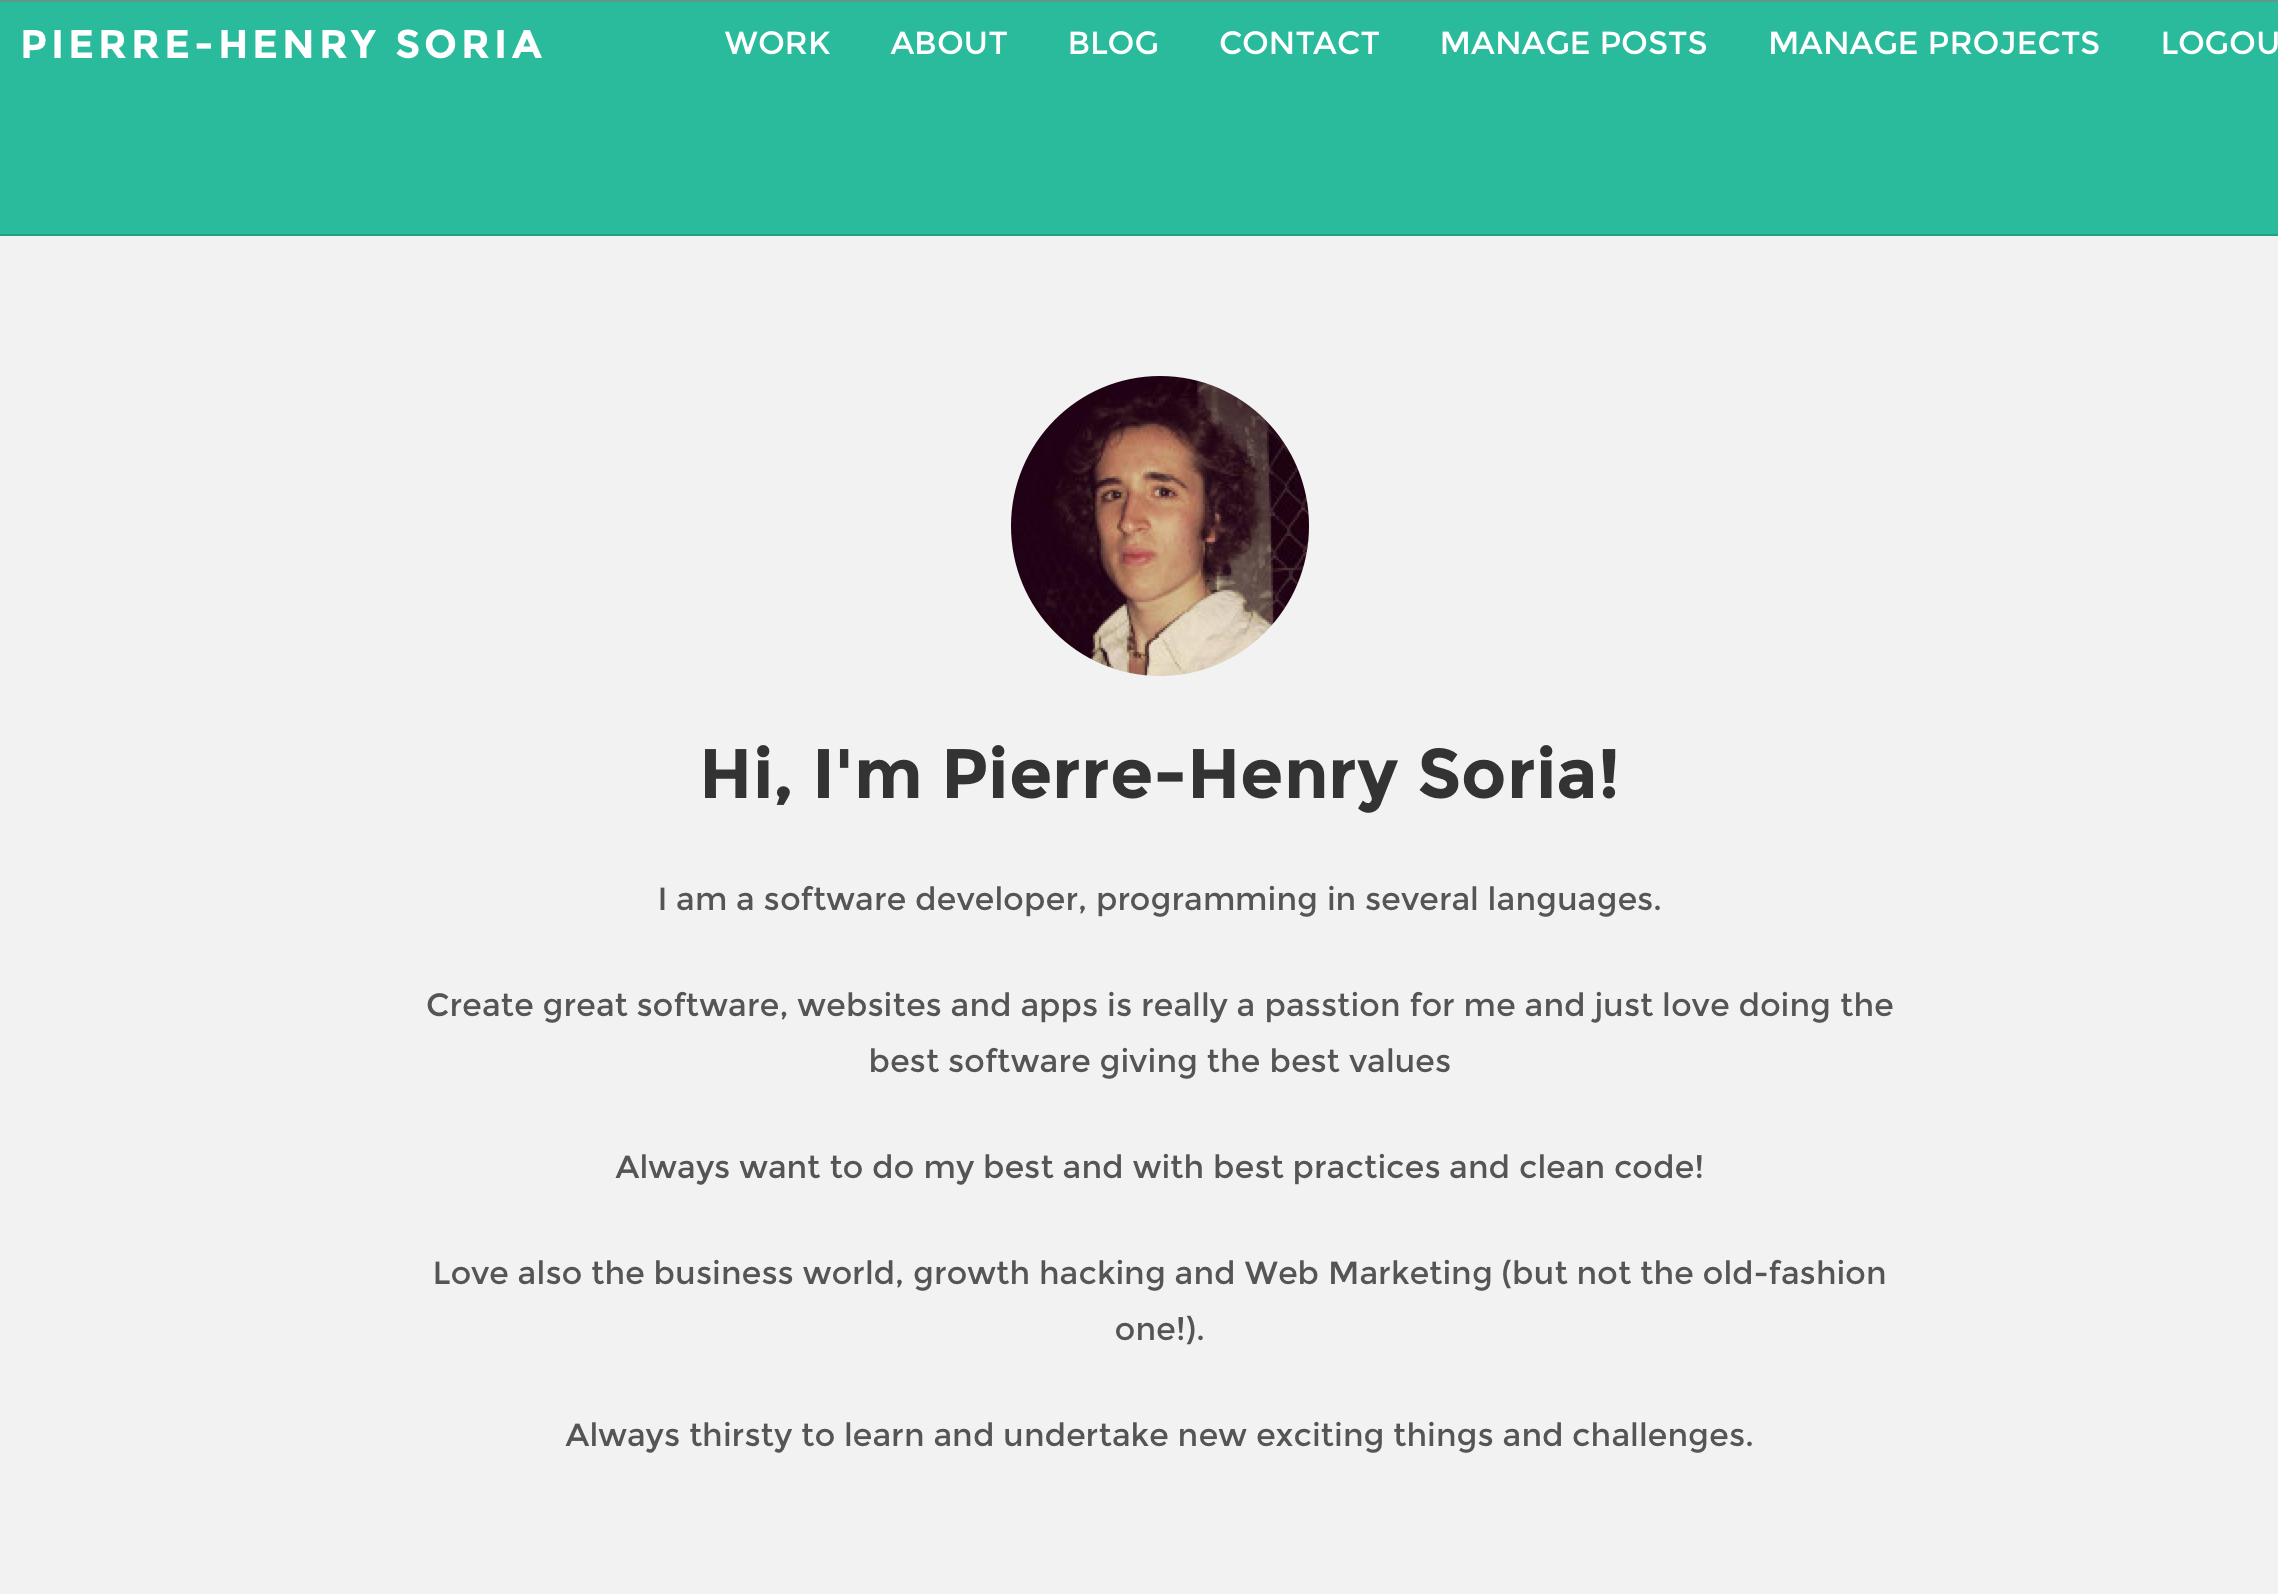 PIERRE-HENRY SORIA WORK ABOUT BLOG CONTACT MANAGE POSTS MANAGE PROJECTS LOGOU
Hi, I'm Pierre-Henry Soria!
I am a software developer, programming in several languages.
Create great software, websites and apps is really a passtion for me and just love doing the
best software giving the best values
Always want to do my best and with best practices and clean code!
Love also the business world, growth hacking and Web Marketing (but not the old-fashion
one!).
Always thirsty to learn and undertake new exciting things and challenges.